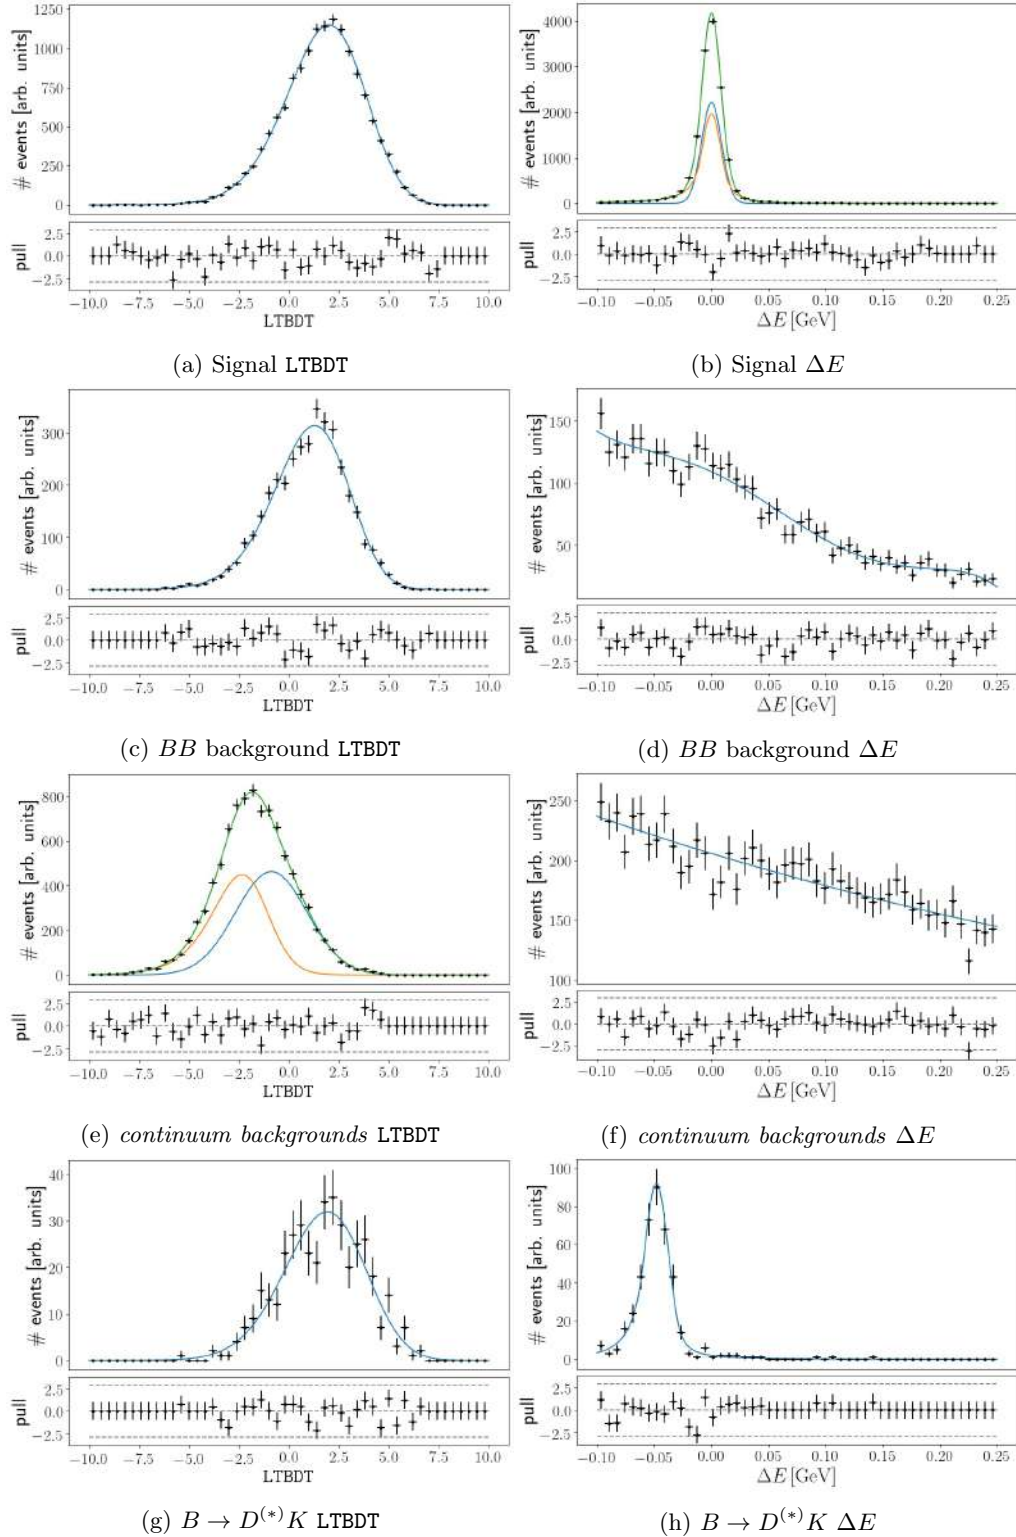 # events [arb. units]
1250
1000
750
500
250
0
pull
2.5
0.0
−2.5
−10.0 −7.5 −5.0 −2.5 0.0 2.5 5.0 7.5 10.0
LTBDT
(a) Signal LTBDT
# events [arb. units]
4000
3000
2000
1000
0
pull
2.5
0.0
−2.5
−0.10 −0.05 0.00 0.05 0.10 0.15 0.20 0.25
ΔE [GeV]
(b) Signal ΔE
# events [arb. units]
300
200
100
0
pull
2.5
0.0
−2.5
−10.0 −7.5 −5.0 −2.5 0.0 2.5 5.0 7.5 10.0
LTBDT
(c) BB background LTBDT
# events [arb. units]
150
100
50
pull
2.5
0.0
−2.5
−0.10 −0.05 0.00 0.05 0.10 0.15 0.20 0.25
ΔE [GeV]
(d) BB background ΔE
# events [arb. units]
800
600
400
200
0
pull
2.5
0.0
−2.5
−10.0 −7.5 −5.0 −2.5 0.0 2.5 5.0 7.5 10.0
LTBDT
(e) continuum backgrounds LTBDT
# events [arb. units]
250
200
150
100
pull
2.5
0.0
−2.5
−0.10 −0.05 0.00 0.05 0.10 0.15 0.20 0.25
ΔE [GeV]
(f) continuum backgrounds ΔE
# events [arb. units]
40
30
20
10
0
pull
2.5
0.0
−2.5
−10.0 −7.5 −5.0 −2.5 0.0 2.5 5.0 7.5 10.0
LTBDT
(g) B → D(*)K LTBDT
# events [arb. units]
100
80
60
40
20
0
pull
2.5
0.0
−2.5
−0.10 −0.05 0.00 0.05 0.10 0.15 0.20 0.25
ΔE [GeV]
(h) B → D(*)K ΔE